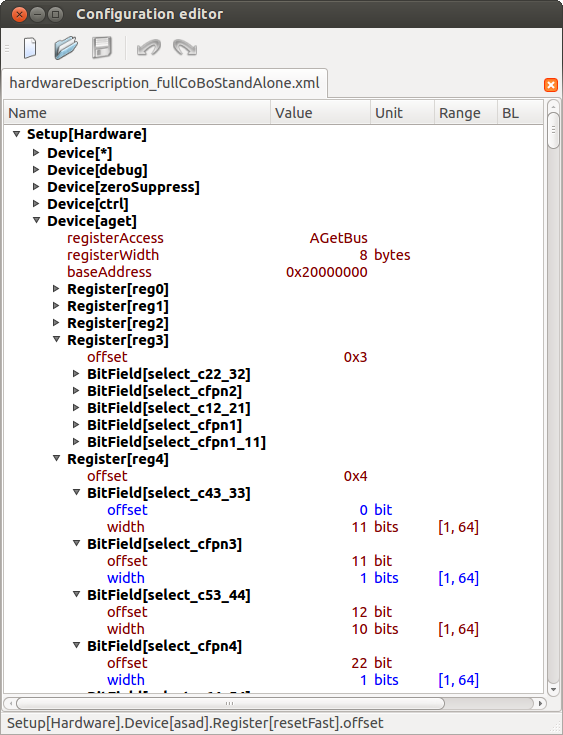 Configuration editor
hardwareDescription_fullCoBoStandAlone.xml
Name Value Unit Range BL
Setup[Hardware]
Device[*]
Device[debug]
Device[zeroSuppress]
Device[ctrl]
Device[aget]
registerAccess AGetBus
registerWidth 8 bytes
baseAddress 0x20000000
Register[reg0]
Register[reg1]
Register[reg2]
Register[reg3]
offset 0x3
BitField[select_c22_32]
BitField[select_cfpn2]
BitField[select_c12_21]
BitField[select_cfpn1]
BitField[select_cfpn1_11]
Register[reg4]
offset 0x4
BitField[select_c43_33]
offset 0 bit
width 11 bits [1, 64]
BitField[select_cfpn3]
offset 11 bit
width 1 bits [1, 64]
BitField[select_c53_44]
offset 12 bit
width 10 bits [1, 64]
BitField[select_cfpn4]
offset 22 bit
width 1 bits [1, 64]
Setup[Hardware].Device[asad].Register[resetFast].offset